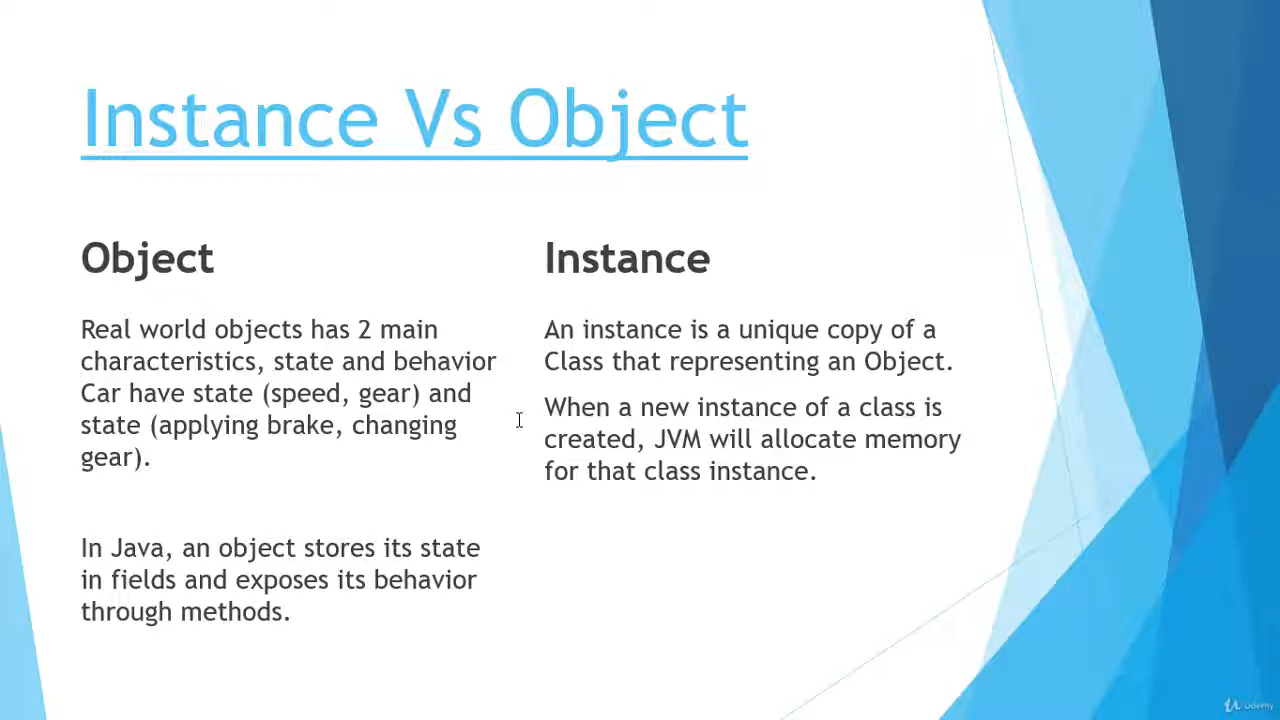 Instance Vs Object
Object
Real world objects has 2 main
characteristics, state and behavior
Car have state (speed, gear) and
state (applying brake, changing
gear).
In Java, an object stores its state
in fields and exposes its behavior
through methods.
Instance
An instance is a unique copy of a
Class that representing an Object.
When a new instance of a class is
created, JVM will allocate memory
for that class instance.
Udemy